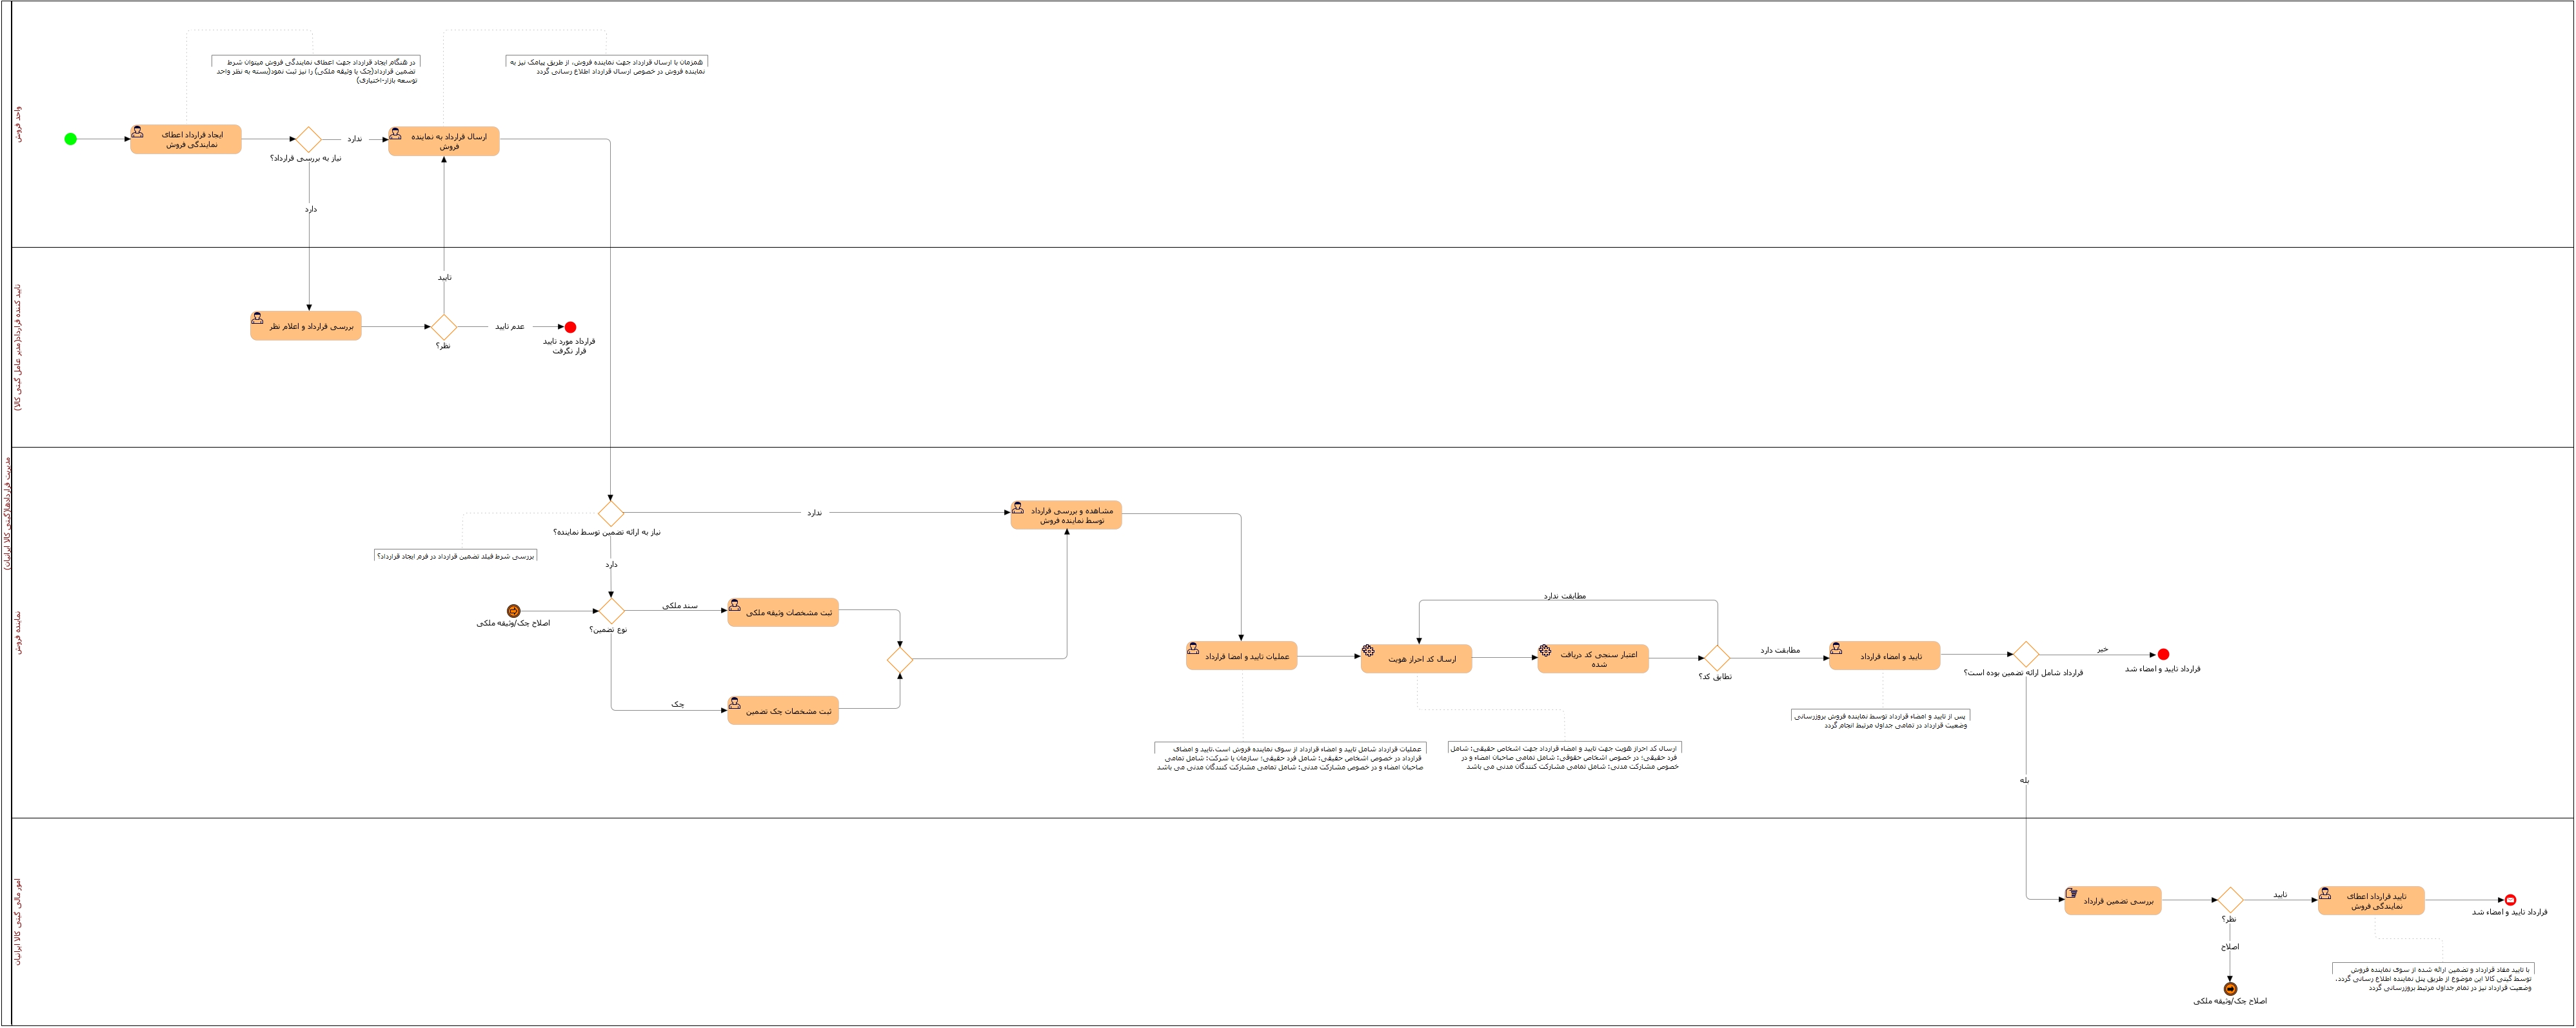 مدیریت قراردادها(گیتی کالا ایرانیان)
واحد فروش
در هنگام ایجاد قرارداد جهت اعطای نمایندگی فروش میتوان شرط
تضمین قرارداد(چک یا وثیقه ملکی) را نیز ثبت نمود(بسته به نظر واحد
توسعه بازار-اختیاری)
همزمان با ارسال قرارداد جهت نماینده فروش، از طریق پیامک نیز به
نماینده فروش در خصوص ارسال قرارداد اطلاع رسانی گردد
ایجاد قرارداد اعطای
نمایندگی فروش
نیاز به بررسی قرارداد؟
ندارد
ارسال قرارداد به نماینده
فروش
دارد
تایید کننده قرارداد(مدیر عامل گیتی کالا)
تایید
بررسی قرارداد و اعلام نظر
نظر؟
عدم تایید
قرارداد مورد تایید
قرار نگرفت
نماینده فروش
نیاز به ارائه تضمین توسط نماینده؟
ندارد
مشاهده و بررسی قرارداد
توسط نماینده فروش
بررسی شرط فیلد تضمین قرارداد در فرم ایجاد قرارداد؟
دارد
اصلاح چک/وثیقه ملکی
نوع تضمین؟
سند ملکی
ثبت مشخصات وثیقه ملکی
چک
ثبت مشخصات چک تضمین
عملیات تایید و امضا قرارداد
ارسال کد احراز هویت
اعتبار سنجی کد دریافت
شده
مطابقت ندارد
تطابق کد؟
مطابقت دارد
تایید و امضاء قرارداد
قرارداد شامل ارائه تضمین بوده است؟
خیر
قرارداد تایید و امضاء شد
عملیات قرارداد شامل تایید و امضاء قرارداد از سوی نماینده فروش است.تایید و امضای
قرارداد در خصوص اشخاص حقیقی: شامل فرد حقیقی؛ سازمان یا شرکت: شامل تمامی
صاحبان امضاء و در خصوص مشارکت مدنی: شامل تمامی مشارکت کنندگان مدنی می باشد
ارسال کد احراز هویت جهت تایید و امضاء قرارداد جهت اشخاص حقیقی: شامل
فرد حقیقی؛ در خصوص اشخاص حقوقی: شامل تمامی صاحبان امضاء و در
خصوص مشارکت مدنی: شامل تمامی مشارکت کنندگان مدنی می باشد
پس از تایید و امضاء قرارداد توسط نماینده فروش بروزرسانی
وضعیت قرارداد در تمامی جداول مرتبط انجام گردد
بله
امور مالی گیتی کالا ایرانیان
بررسی تضمین قرارداد
نظر؟
تایید
تایید قرارداد اعطای
نمایندگی فروش
قرارداد تایید و امضاء شد
اصلاح
اصلاح چک/وثیقه ملکی
با تایید مفاد قرارداد و تضمین ارائه شده از سوی نماینده فروش
توسط گیتی کالا این موضوع از طریق پنل نماینده اطلاع رسانی گردد.
وضعیت قرارداد نیز در تمام جداول مرتبط بروزرسانی گردد